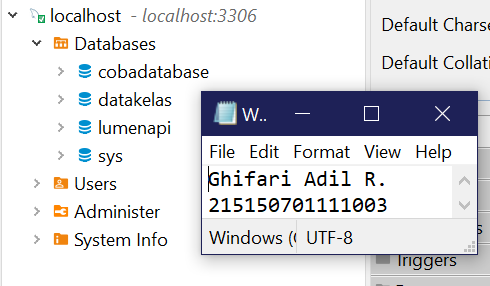 localhost - localhost:3306
Databases
cobadatabase
datakelas
lumenapi
sys
Users
Administer
System Info
Default Charse
Default Collati
W..
File Edit Format View Help
Ghifari Adil R.
215150701111003
Windows (
UTF-8
Triggers